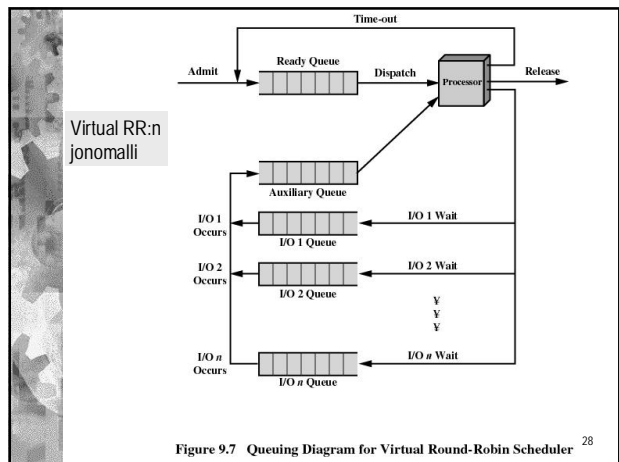 Time-out
Ready Queue
Admit
Dispatch
Processor
Release
Virtual RR:n
jonomalli
Auxiliary Queue
I/O 1
Occurs
I/O 1 Wait
I/O 1 Queue
I/O 2
Occurs
I/O 2 Wait
I/O 2 Queue
¥
¥
¥
I/O n
Occurs
I/O n Wait
I/O n Queue
Figure 9.7 Queuing Diagram for Virtual Round-Robin Scheduler
28